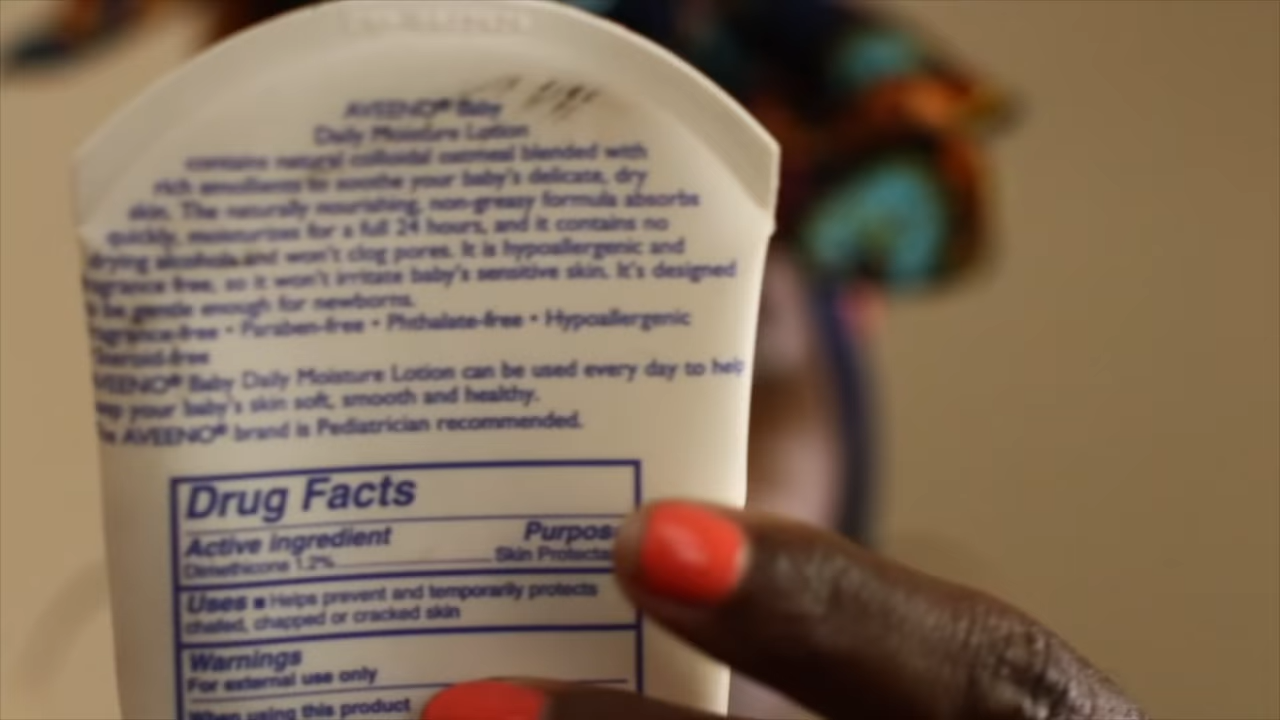 AVEENO® Baby
Daily Moisture Lotion
contains natural colloidal oatmeal blended with
rich emollients to soothe your baby's delicate, dry
skin. The naturally nourishing, non-greasy formula absorbs
quickly, moisturizes for a full 24 hours, and it contains no
drying alcohols and won't clog pores. It is hypoallergenic and
fragrance free, so it won't irritate baby's sensitive skin. It's designed
be gentle enough for newborns.
Fragrance-free • Paraben-free • Phthalate-free • Hypoallergenic
Steroid-free
AVEENO® Baby Daily Moisture Lotion can be used every day to help
your baby's skin soft, smooth and healthy.
AVEENO® brand is Pediatrician recommended.
Drug Facts
Active ingredient Purpos
Dimethicone 1.2% Skin Protecta
Uses ■ Helps prevent and temporarily protects
chafed, chapped or cracked skin
Warnings
For external use only
When using this product